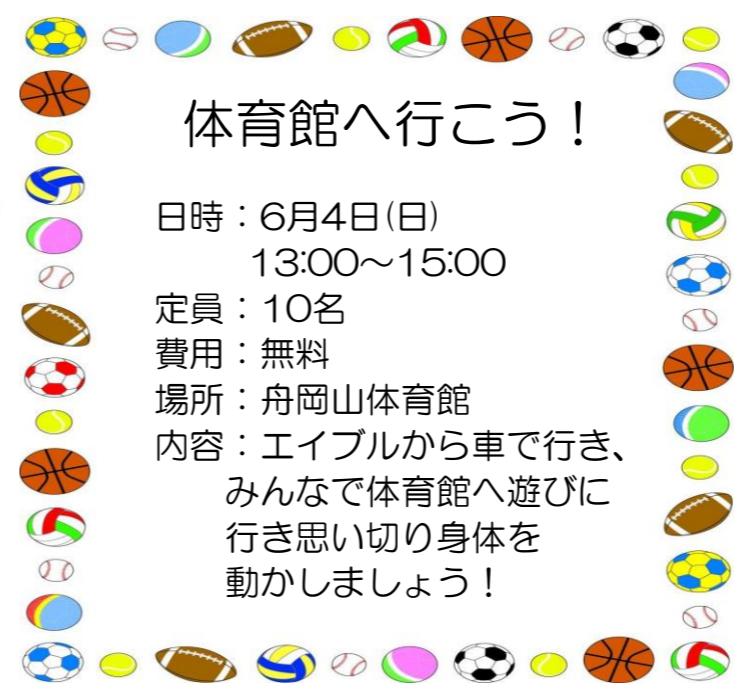 体育館へ行こう！
日時：6月4日(日)
13:00～15:00
定員：10名
費用：無料
場所：舟岡山体育館
内容：エイブルから車で行き、
みんなで体育館へ遊びに
行き思い切り身体を
動かしましょう！